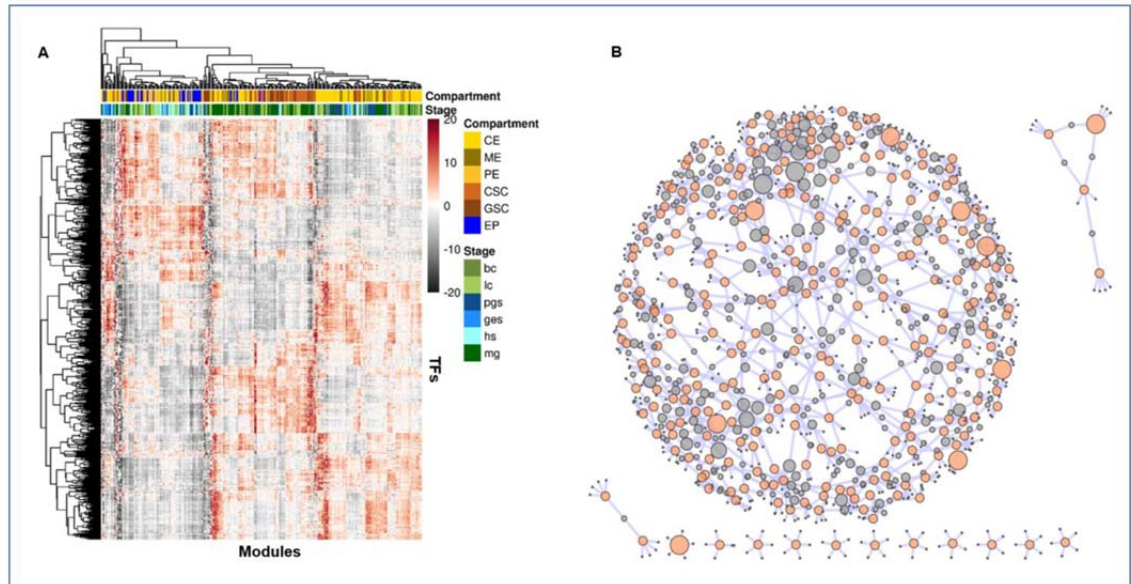 A
B
Compartment
Stage
20
10
0
-10
-20
Compartment
CE
ME
PE
CSC
GSC
EP
Stage
bc
lc
pgs
ges
hs
mg
TFs
Modules